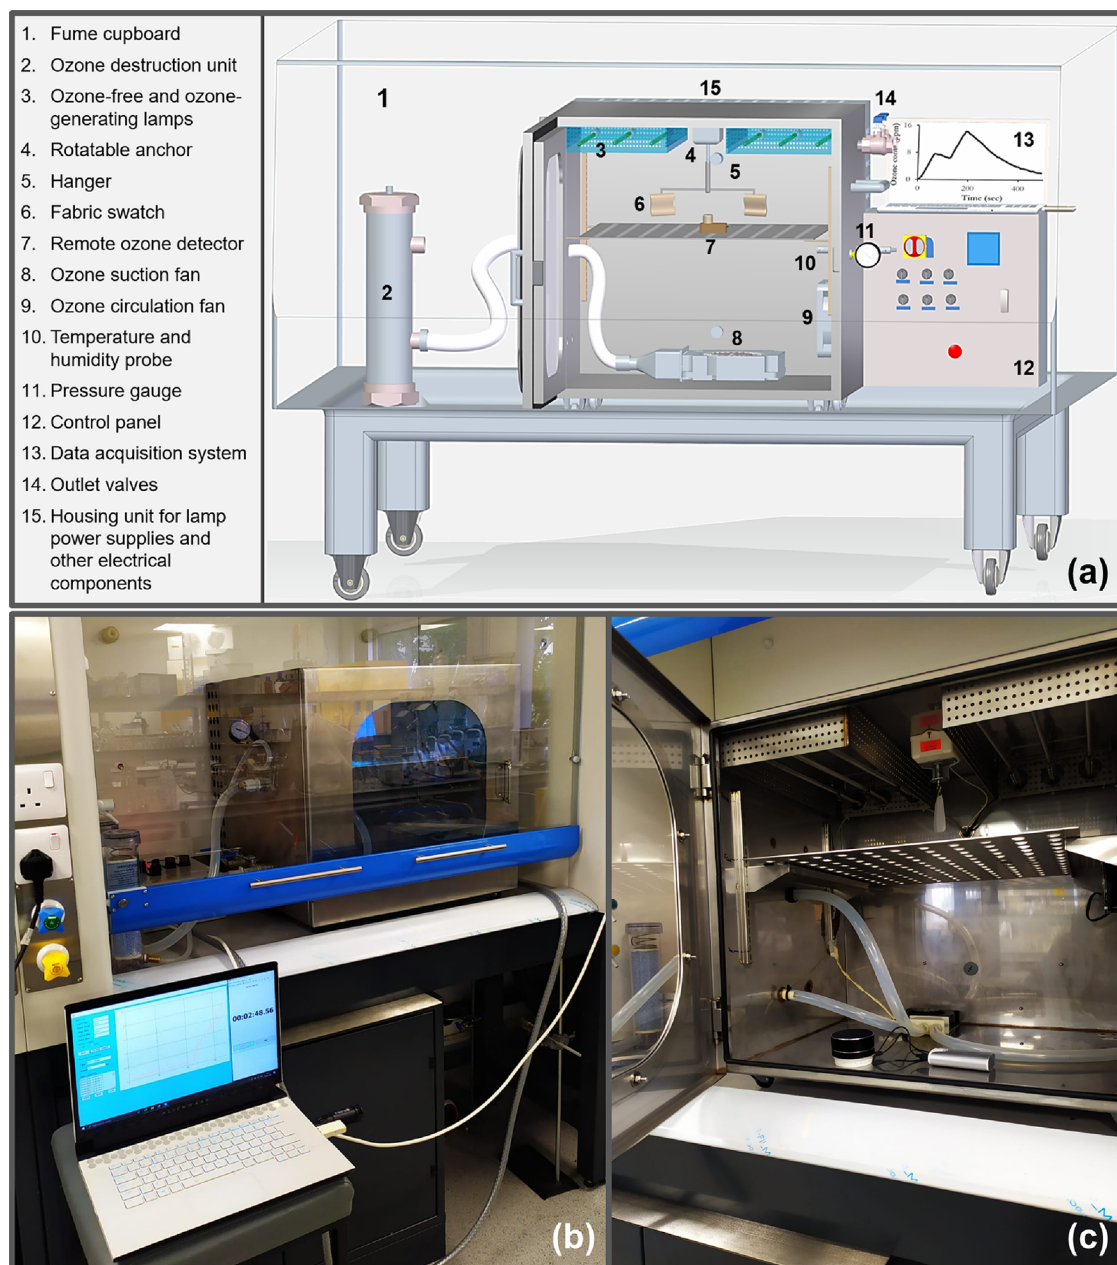 1. Fume cupboard
2. Ozone destruction unit
3. Ozone-free and ozone-
generating lamps
4. Rotatable anchor
5. Hanger
6. Fabric swatch
7. Remote ozone detector
8. Ozone suction fan
9. Ozone circulation fan
10. Temperature and
humidity probe
11. Pressure gauge
12. Control panel
13. Data acquisition system
14. Outlet valves
15. Housing unit for lamp
power supplies and
other electrical
components
1
15
14
16
8
0
13
0
200
400
Time (sec)
3
4
5
6
7
11
10
2
9
8
12
(a)
00:02:48.56
(b)
(c)